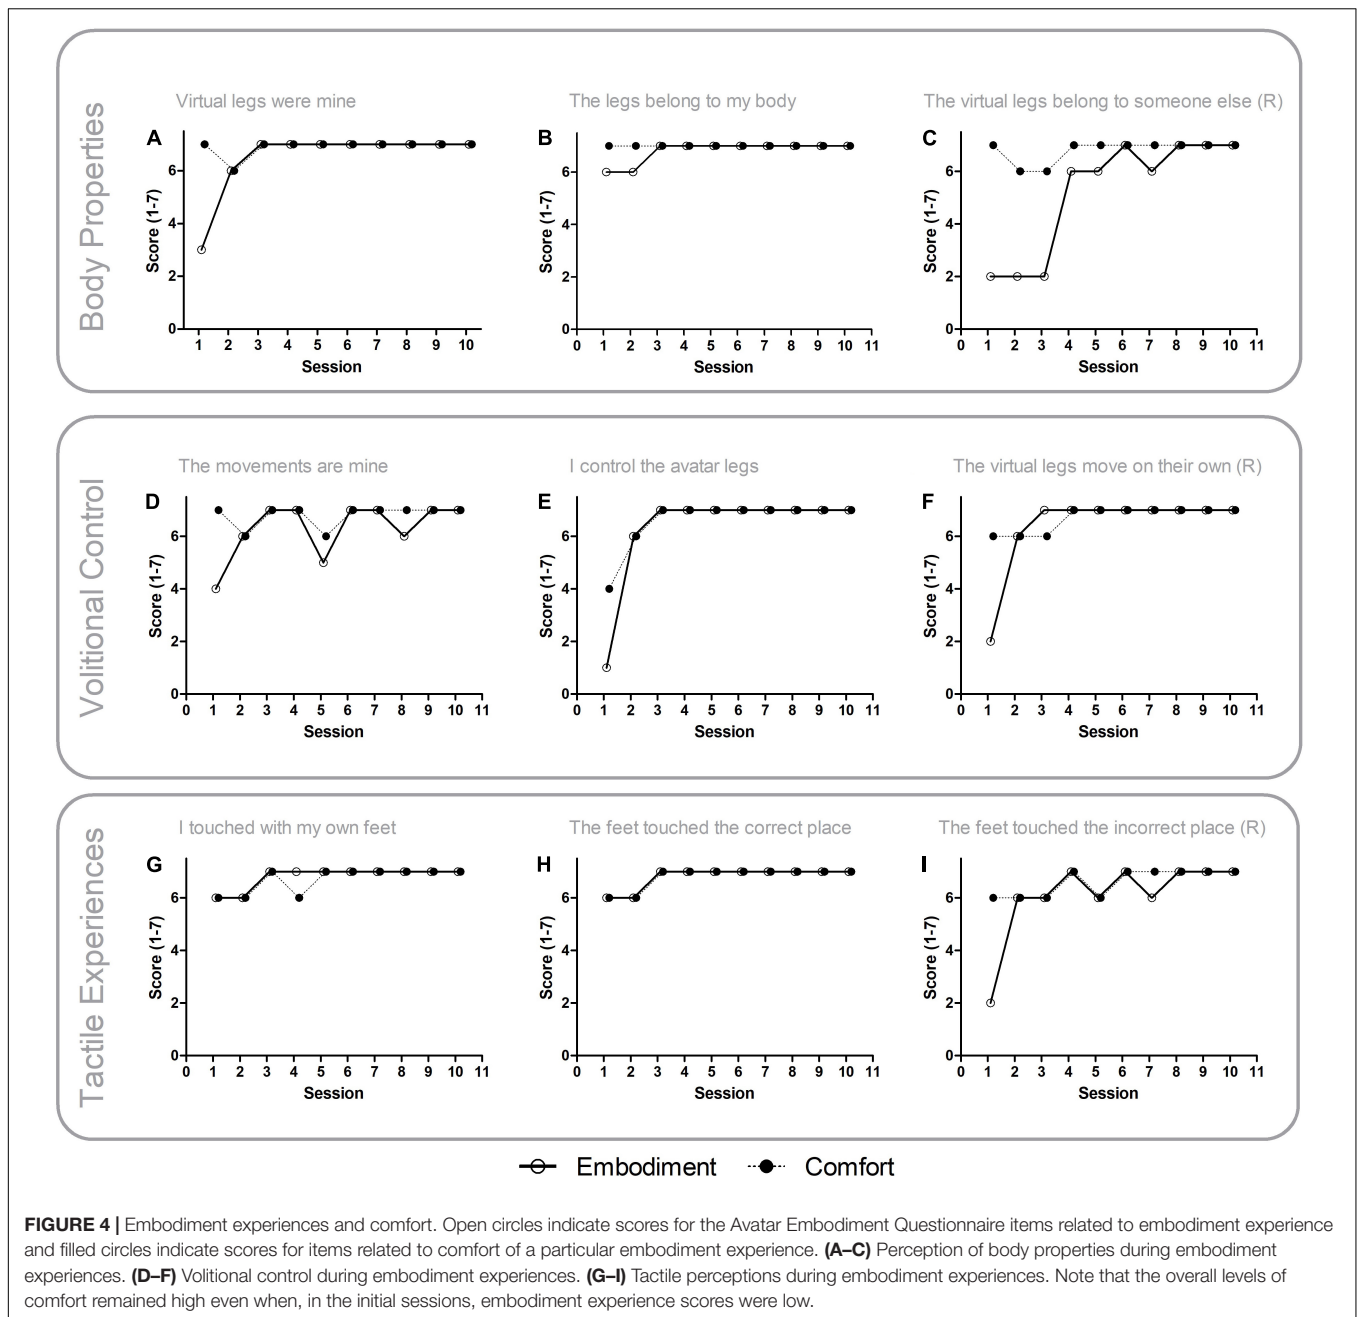 Body Properties
Virtual legs were mine
A
Score (1-7)
6
4
2
0
1 2 3 4 5 6 7 8 9 10
Session
The legs belong to my body
B
Score (1-7)
6
4
2
0
0 1 2 3 4 5 6 7 8 9 10 11
Session
The virtual legs belong to someone else (R)
C
Score (1-7)
6
4
2
0
0 1 2 3 4 5 6 7 8 9 10 11
Session
Volitional Control
The movements are mine
D
Score (1-7)
6
4
2
0
0 1 2 3 4 5 6 7 8 9 10 11
Session
I control the avatar legs
E
Score (1-7)
6
4
2
0
0 1 2 3 4 5 6 7 8 9 10 11
Session
The virtual legs move on their own (R)
F
Score (1-7)
6
4
2
0
0 1 2 3 4 5 6 7 8 9 10 11
Session
Tactile Experiences
I touched with my own feet
G
Score (1-7)
6
4
2
0
0 1 2 3 4 5 6 7 8 9 10 11
Session
The feet touched the correct place
H
Score (1-7)
6
4
2
0
0 1 2 3 4 5 6 7 8 9 10 11
Session
The feet touched the incorrect place (R)
I
Score (1-7)
6
4
2
0
0 1 2 3 4 5 6 7 8 9 10 11
Session
Embodiment Comfort
FIGURE 4 | Embodiment experiences and comfort. Open circles indicate scores for the Avatar Embodiment Questionnaire items related to embodiment experience
and filled circles indicate scores for items related to comfort of a particular embodiment experience. (A–C) Perception of body properties during embodiment
experiences. (D–F) Volitional control during embodiment experiences. (G–I) Tactile perceptions during embodiment experiences. Note that the overall levels of
comfort remained high even when, in the initial sessions, embodiment experience scores were low.